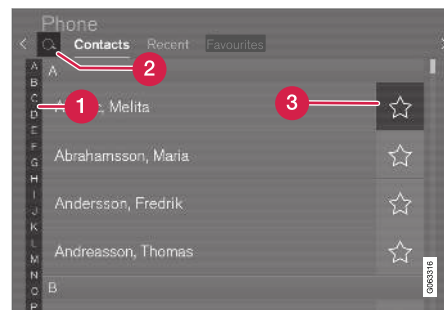 Phone
Contacts Recent Favourites
2
A
A
B
C
D
E
F
G
H
I
J
K
L
M
N
O
P
1
Melita
3
Abrahamsson, Maria
Andersson, Fredrik
Andreasson, Thomas
B
G063316